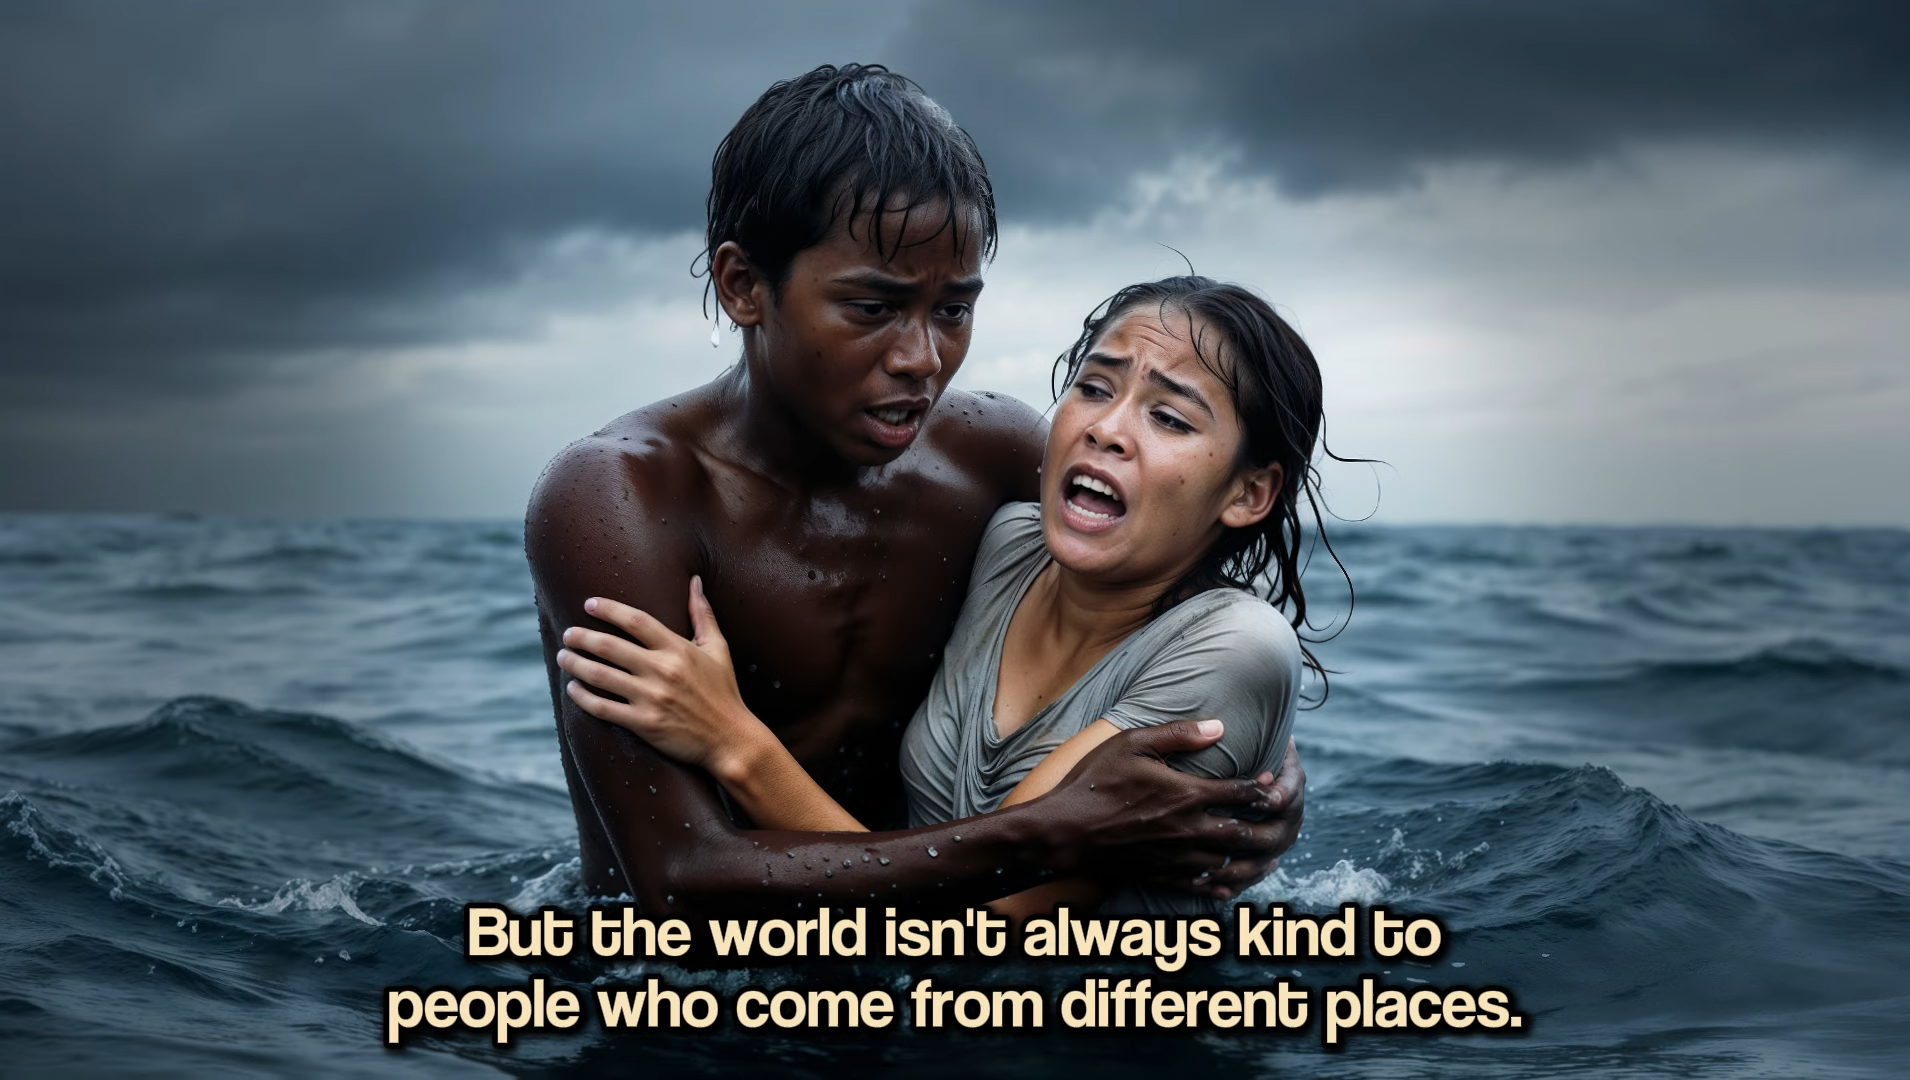 But the world isn't always kind to
people who come from different places.